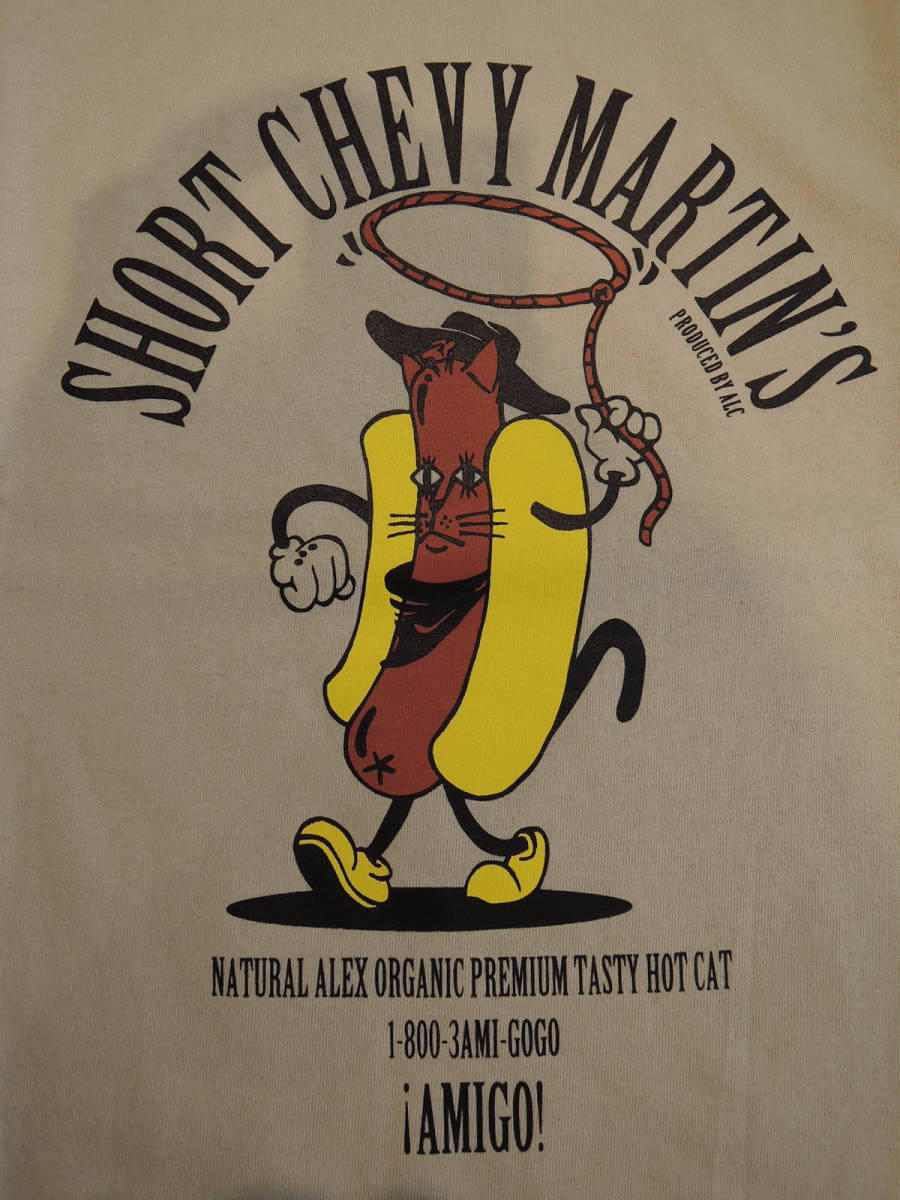 SHORT CHEVY MARTIN'S
PRODUCED BY ALC
NATURAL ALEX ORGANIC PREMIUM TASTY HOT CAT
1-800-3AMI-GOGO
¡AMIGO!